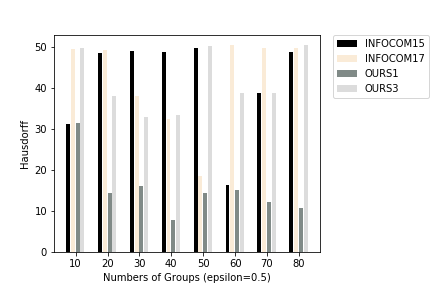 INFOCOM15
INFOCOM17
OURS1
OURS3
Hausdorff
50
40
30
20
10
0
10 20 30 40 50 60 70 80
Numbers of Groups (epsilon=0.5)